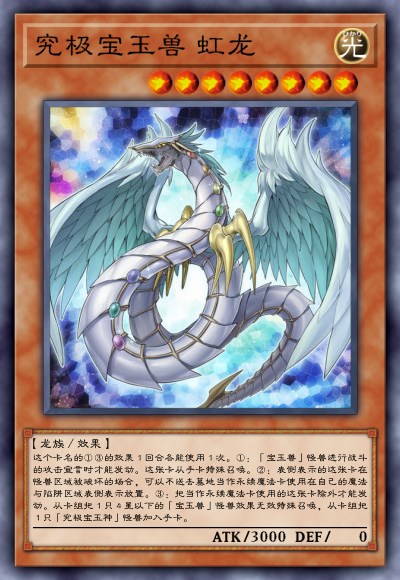 究极宝玉兽 虹龙
光
【龙族/效果】
这个卡名的①③的效果1回合各能使用1次。①：「宝玉兽」怪兽进行战斗
的攻击宣言时才能发动。这张卡从手卡特殊召唤。②：表侧表示的这张卡在
怪兽区域被破坏的场合，可以不送去墓地当作永续魔法卡使用在自己的魔法
与陷阱区域表侧表示放置。③：把当作永续魔法卡使用的这张卡除外才能发
动。从卡组把1只4星以下的「宝玉兽」怪兽效果无效特殊召唤，从卡组把
1只「究极宝玉神」怪兽加入手卡。
ATK/3000 DEF/ 0